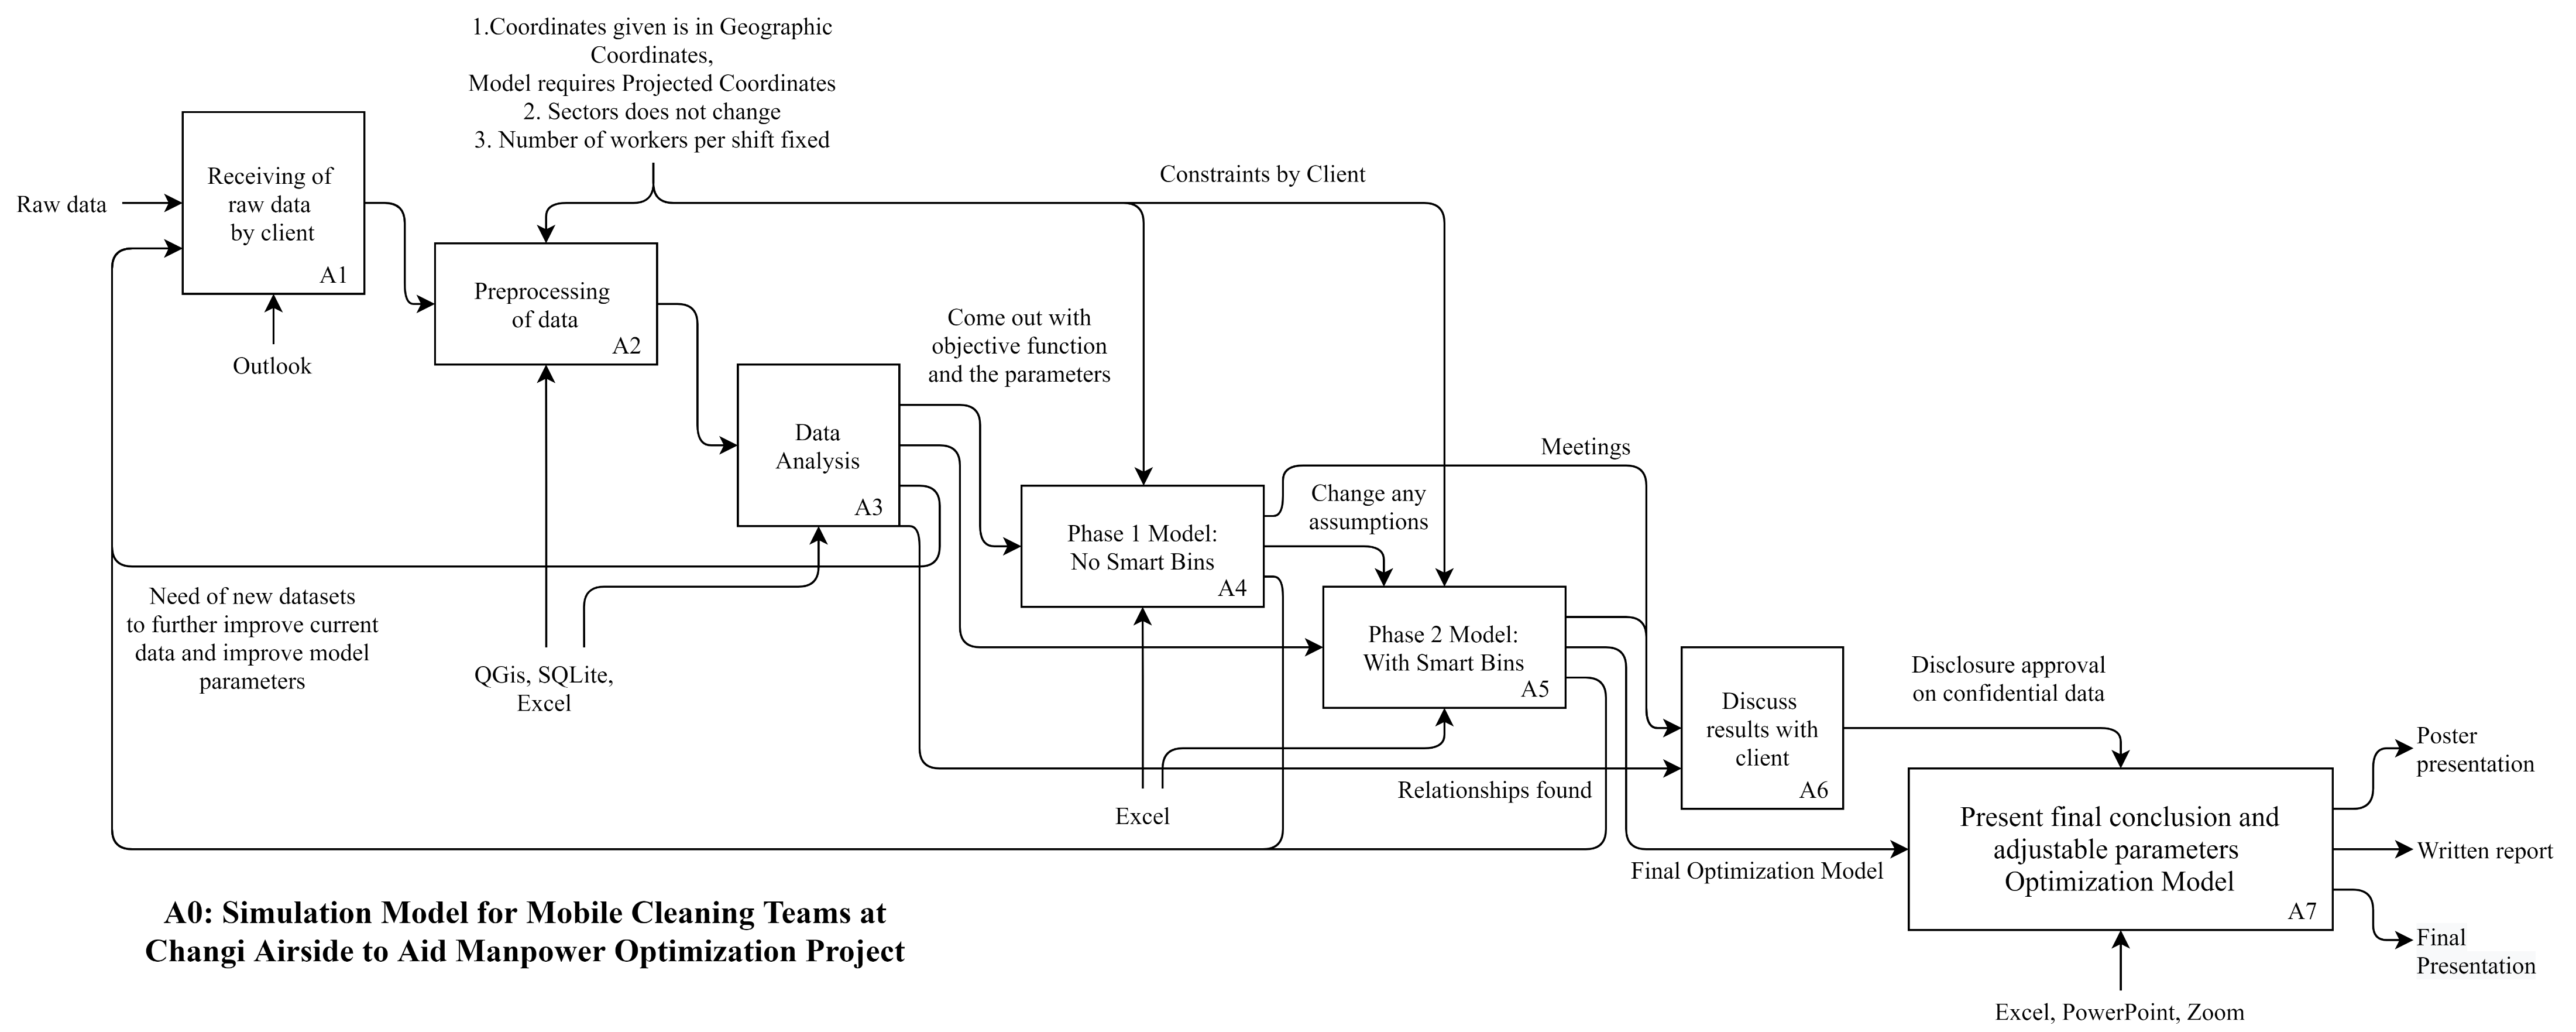 1.Coordinates given is in Geographic
Coordinates,
Model requires Projected Coordinates
2. Sectors does not change
3. Number of workers per shift fixed
Constraints by Client
Raw data
Receiving of
raw data
by client
A1
Outlook
Preprocessing
of data
A2
Come out with
objective function
and the parameters
Data
Analysis
A3
Meetings
Change any
assumptions
Phase 1 Model:
No Smart Bins
A4
Need of new datasets
to further improve current
data and improve model
parameters
QGis, SQLite,
Excel
Phase 2 Model:
With Smart Bins
A5
Discuss
results with
client
A6
Disclosure approval
on confidential data
Relationships found
Excel
Final Optimization Model
Present final conclusion and
adjustable parameters
Optimization Model
A7
Poster
presentation
Written report
Final
Presentation
Excel, PowerPoint, Zoom
A0: Simulation Model for Mobile Cleaning Teams at
Changi Airside to Aid Manpower Optimization Project